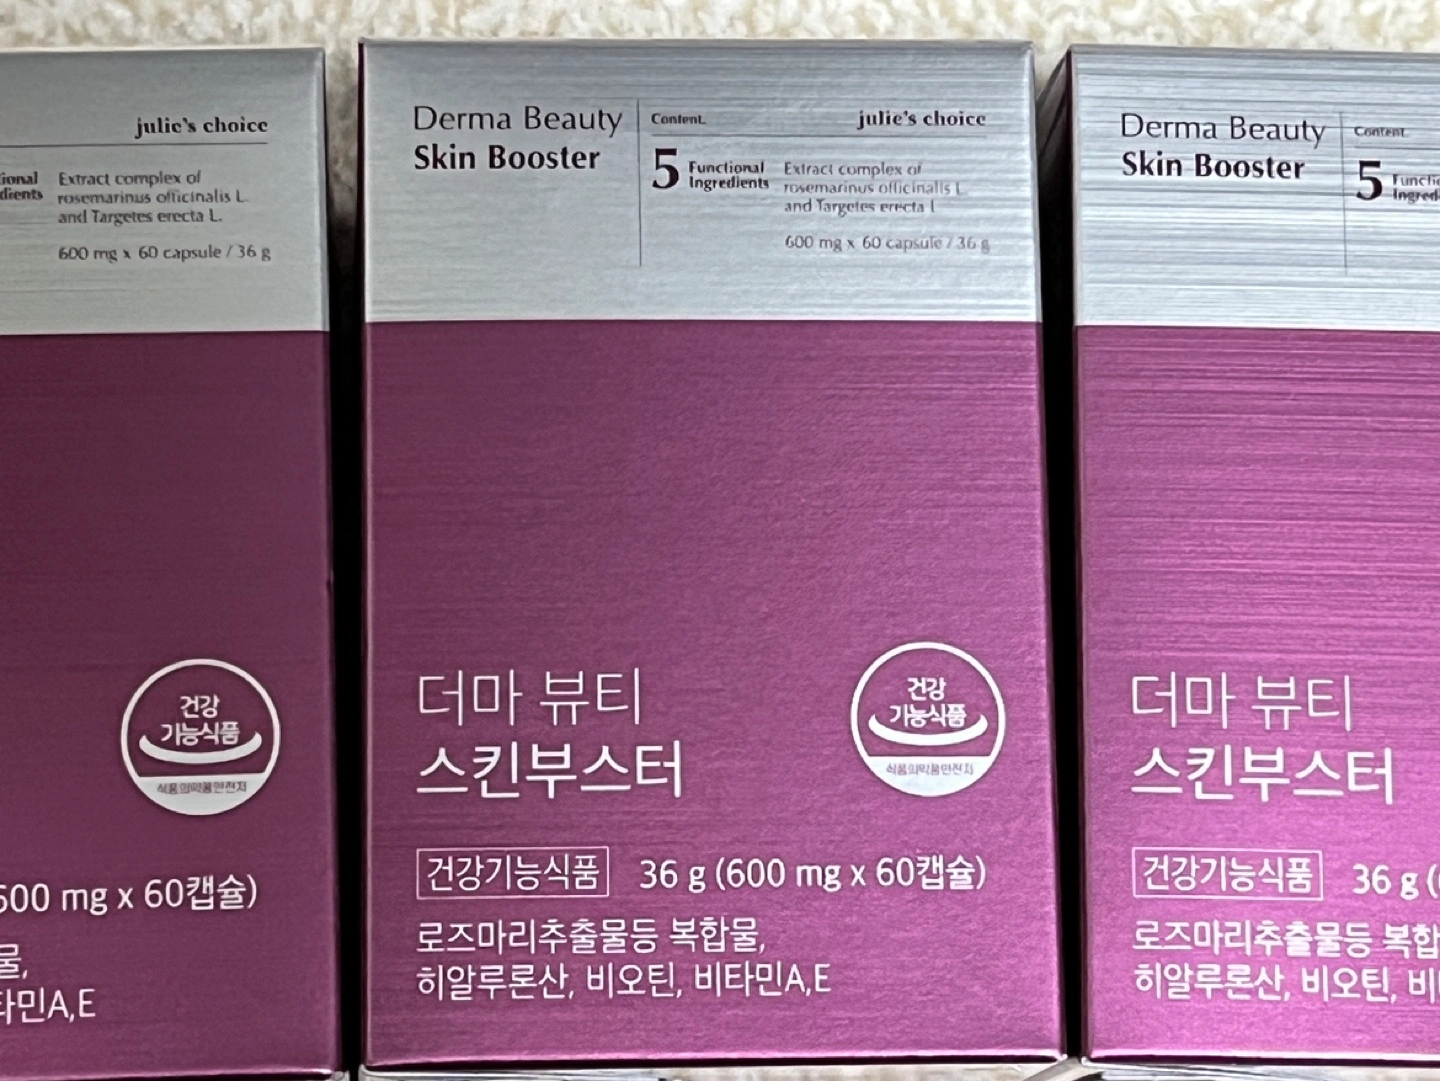 julie's choice
Extract complex of
rosemarinus officinalis L.
and Targetes erecta L.
600 mg x 60 capsule / 36 g
건강
기능식품
식품의약품안전처
600 mg x 60캡슐)
물,
타민A,E
Derma Beauty
Skin Booster
Content.
julie's choice
5 Functional
Ingredients
Extract complex of
rosemarinus officinalis L.
and Targetes erecta L
600 mg x 60 capsule / 36 g
더마 뷰티
스킨부스터
건강
기능식품
식품의약품안전처
건강기능식품 36 g (600 mg x 60캡슐)
로즈마리추출물등 복합물,
히알루론산, 비오틴, 비타민A,E
Derma Beauty
Skin Booster
Content.
5
더마 뷰티
스킨부스터
건강기능식품 36 g (
로즈마리추출물등 복합
히알루론산, 비오틴, 비